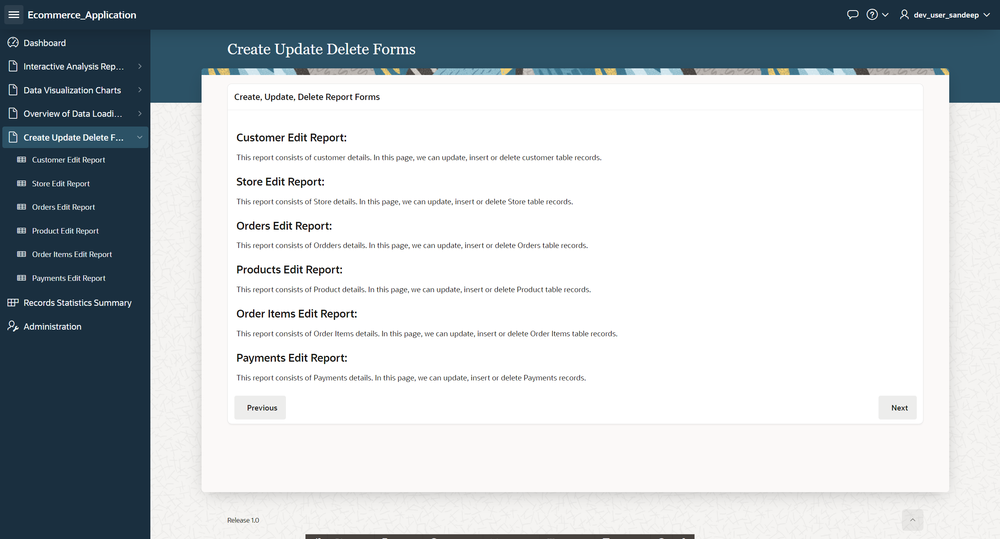 Ecommerce_Application
dev_user_sandeep
Dashboard
Interactive Analysis Rep...
Data Visualization Charts
Overview of Data Loadi...
Create Update Delete F...
Customer Edit Report
Store Edit Report
Orders Edit Report
Product Edit Report
Order Items Edit Report
Payments Edit Report
Records Statistics Summary
Administration
Create Update Delete Forms
Create, Update, Delete Report Forms
Customer Edit Report:
This report consists of customer details. In this page, we can update, insert or delete customer table records.
Store Edit Report:
This report consists of Store details. In this page, we can update, insert or delete Store table records.
Orders Edit Report:
This report consists of Ordders details. In this page, we can update, insert or delete Orders table records.
Products Edit Report:
This report consists of Product details. In this page, we can update, insert or delete Product table records.
Order Items Edit Report:
This report consists of Order Items details. In this page, we can update, insert or delete Order Items table records.
Payments Edit Report:
This report consists of Payments details. In this page, we can update, insert or delete Payments records.
Previous
Next
Release 1.0